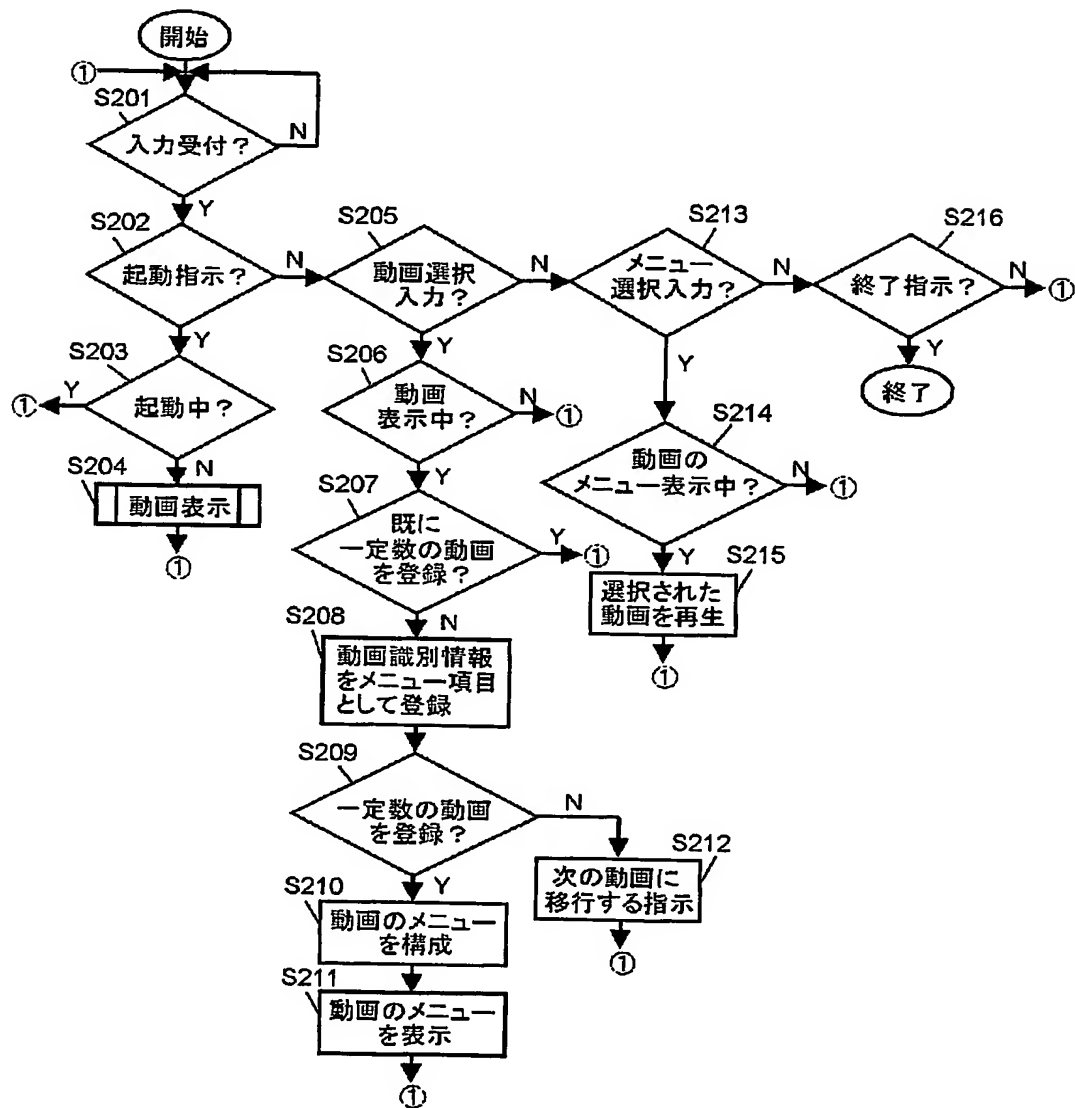 開始
①
S201
入力受付?
N
Y
S202
起動指示?
N
Y
S205
動画選択
入力?
N
Y
S213
メニュー
選択入力?
N
Y
S216
終了指示?
N
①
Y
終了
S203
起動中?
Y
①
N
S204
動画表示
①
S206
動画
表示中?
N
①
Y
S207
既に
一定数の動画
を登録?
Y
①
N
S214
動画の
メニュー表示中?
N
①
Y
S215
選択された
動画を再生
①
S208
動画識別情報
をメニュー項目
として登録
S209
一定数の動画
を登録?
N
Y
S212
次の動画に
移行する指示
①
S210
動画のメニュー
を構成
S211
動画のメニュー
を表示
①